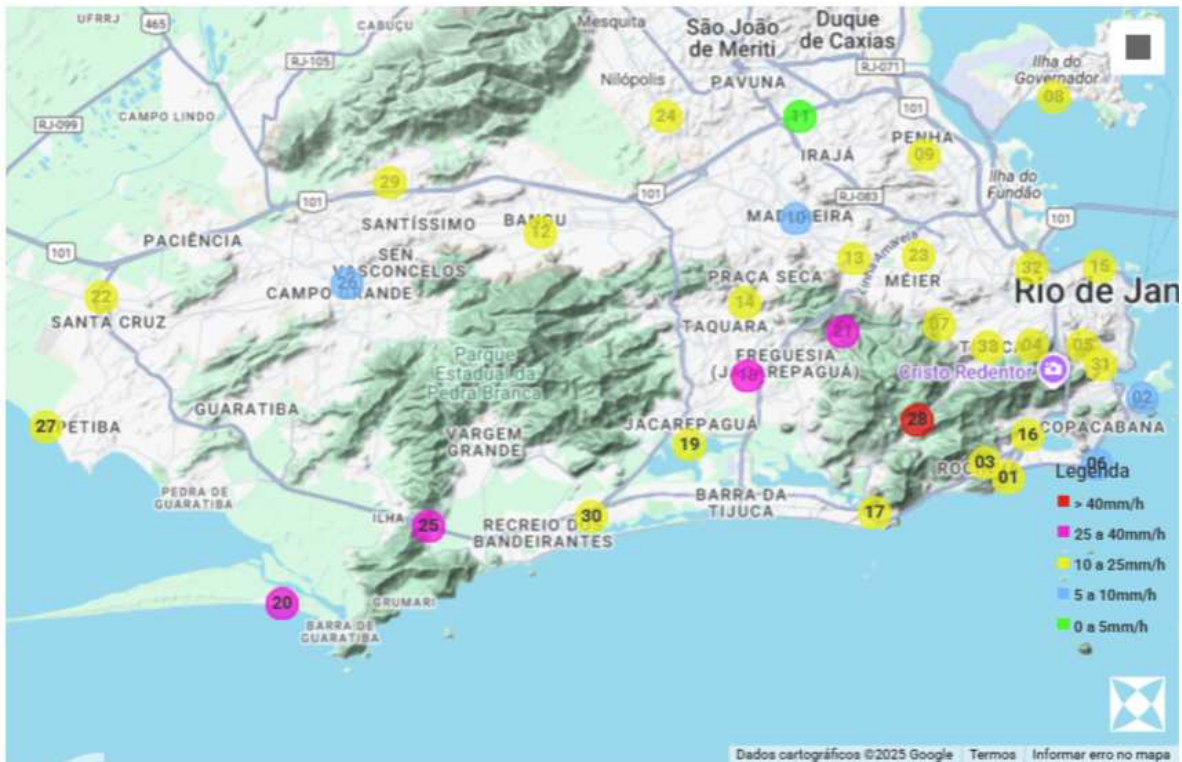 UFRRJ
465
CABUÇU
Mesquita
São João
de Meriti
Duque
de Caxias
RJ-105
Nilópolis
PAVUNA
RJ-071
Ilha do
Governador
08
RJ-099
CAMPO LINDO
24
11
101
PENHA
IRAJÁ
09
29
101
101
RJ-083
Ilha do
Fundão
SANTÍSSIMO
BANGU
12
10
101
PACIÊNCIA
101
SEN.
VASCONCELOS
CAMPO GRANDE
13
23
Linha Amarela
MÉIER
32
15
PRAÇA SECA
14
22
SANTA CRUZ
Rio de Jan
TAQUARA
21
07
04
05
31
Parque
Estadual da
Pedra Branca
FREGUESIA
(JACAREPAGUÁ)
Cristo Redentor
02
GUARATIBA
28
COPACABANA
27
JACAREPAGUÁ
19
16
VARGEM
GRANDE
03
01
06
Legenda
> 40mm/h
25 a 40mm/h
10 a 25mm/h
5 a 10mm/h
0 a 5mm/h
PEDRA DE
GUARATIBA
BARRA DA
TIJUCA
17
ILHA
25
30
RECREIO DOS
BANDEIRANTES
20
GRUMARI
BARRA DE
GUARATIBA
Dados cartográficos ©2025 Google
Termos
Informar erro no mapa